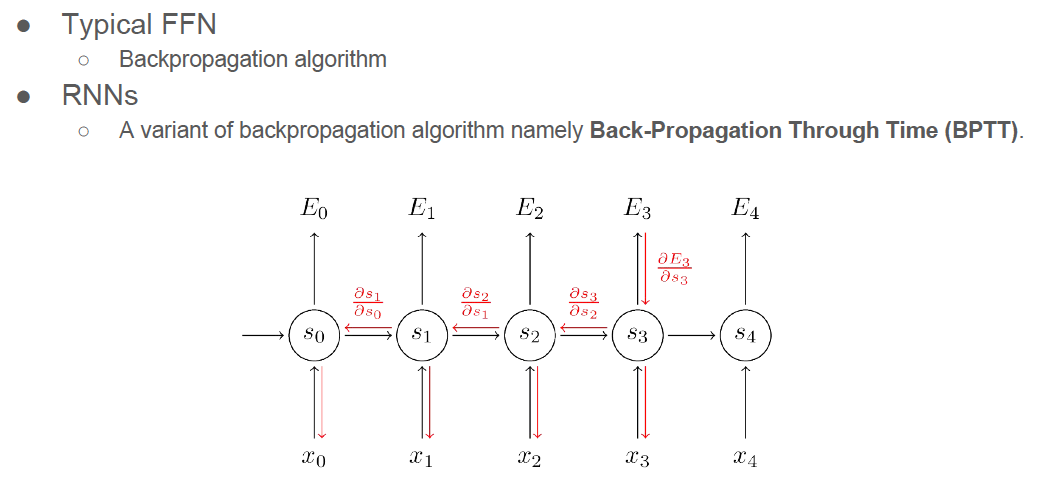 ● Typical FFN
○ Backpropagation algorithm
● RNNs
○ A variant of backpropagation algorithm namely Back-Propagation Through Time (BPTT).
E₀ E₁ E₂ E₃ E₄
∂s₁/∂s₀ ∂s₂/∂s₁ ∂s₃/∂s₂ ∂E₃/∂s₃
s₀ s₁ s₂ s₃ s₄
x₀ x₁ x₂ x₃ x₄